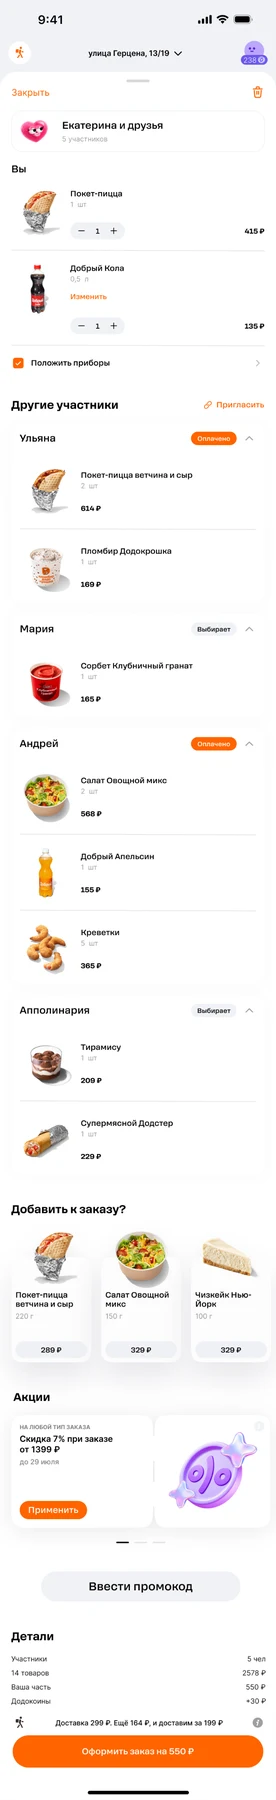 9:41
улица Герцена, 13/19
238
Закрыть
Екатерина и друзья
5 участников
Вы
Покет-пицца
1 шт
1
415 ₽
Добрый Кола
0,5 л
Изменить
1
135 ₽
Положить приборы
Другие участники
Пригласить
Ульяна
Оплачено
Покет-пицца ветчина и сыр
2 шт
614 ₽
Пломбир Додокрошка
1 шт
169 ₽
Мария
Выбирает
Сорбет Клубничный гранат
1 шт
165 ₽
Андрей
Оплачено
Салат Овощной микс
2 шт
568 ₽
Добрый Апельсин
1 шт
155 ₽
Креветки
5 шт
365 ₽
Апполинария
Выбирает
Тирамису
1 шт
209 ₽
Супермясной Додстер
1 шт
229 ₽
Добавить к заказу?
Покет-пицца
ветчина и сыр
220 г
289 ₽
Салат Овощной
микс
150 г
329 ₽
Чизкейк Нью-
Йорк
100 г
329 ₽
Акции
НА ЛЮБОЙ ТИП ЗАКАЗА
Скидка 7% при заказе
от 1399 ₽
до 29 июля
Применить
Ввести промокод
Детали
Участники
5 чел
14 товаров
2578 ₽
Ваша часть
550 ₽
Додокоины
+30 ₽
Доставка 299 ₽. Ещё 164 ₽, и доставим за 199 ₽
Оформить заказ на 550 ₽